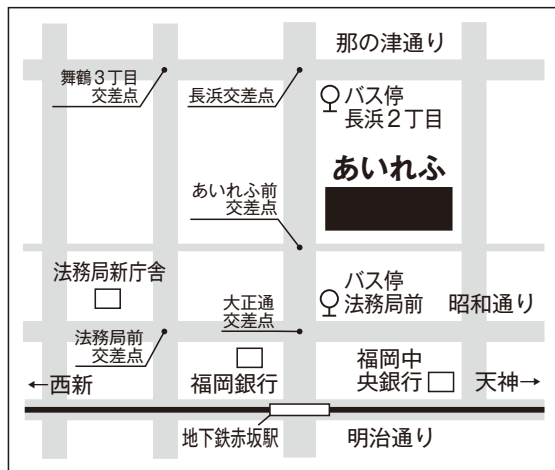 那の津通り
舞鶴3丁目
交差点
長浜交差点
バス停
長浜2丁目
あいれふ
あいれふ前
交差点
法務局新庁舎
大正通
交差点
バス停
法務局前
昭和通り
法務局前
交差点
福岡銀行
福岡中
央銀行
←西新
天神→
地下鉄赤坂駅
明治通り